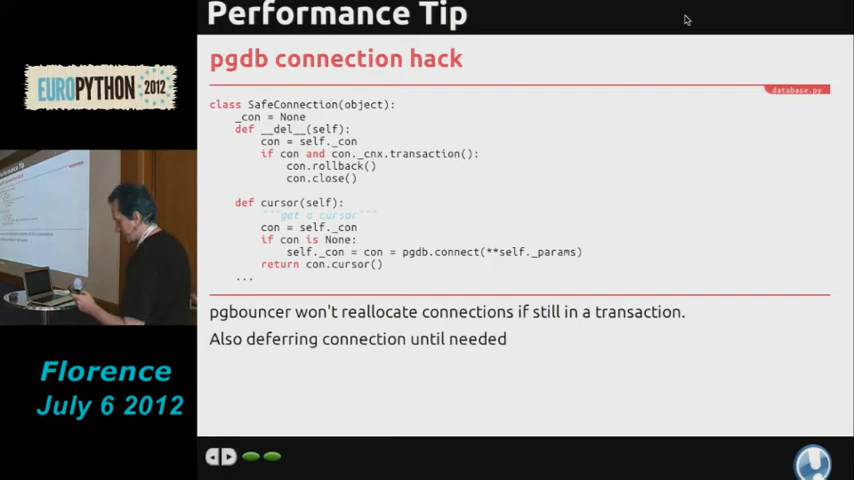 Performance Tip
pgdb connection hack
database.py
class SafeConnection(object):
_con = None
def __del__(self):
con = self._con
if con and con._cnx.transaction():
con.rollback()
con.close()
def cursor(self):
"""get a cursor"""
con = self._con
if con is None:
self._con = con = pgdb.connect(**self._params)
return con.cursor()
...
pgbouncer won't reallocate connections if still in a transaction.
Also deferring connection until needed
EUROPYTHON 2012
Florence
July 6 2012